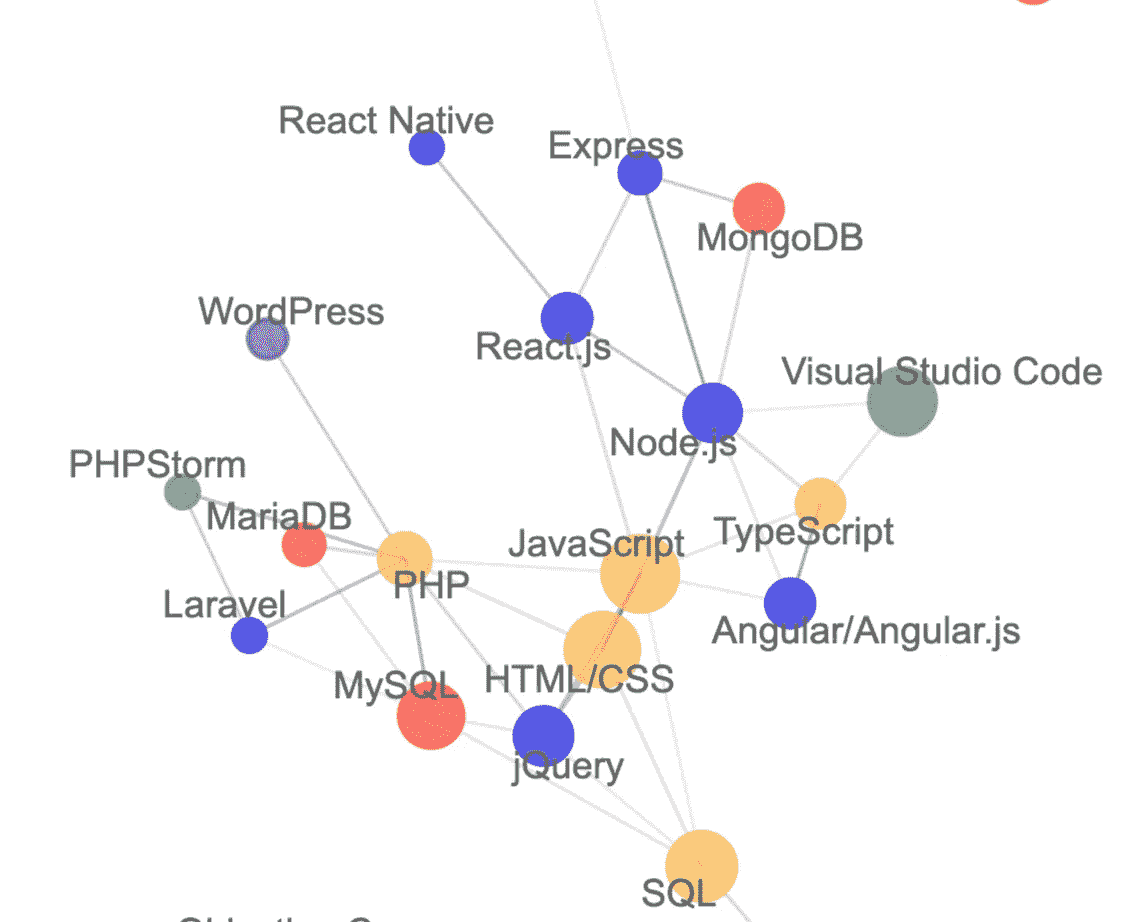 React Native
Express
MongoDB
WordPress
React.js
Visual Studio Code
Node.js
PHPStorm
MariaDB
TypeScript
JavaScript
PHP
Laravel
Angular/Angular.js
MySQL
HTML/CSS
jQuery
SQL